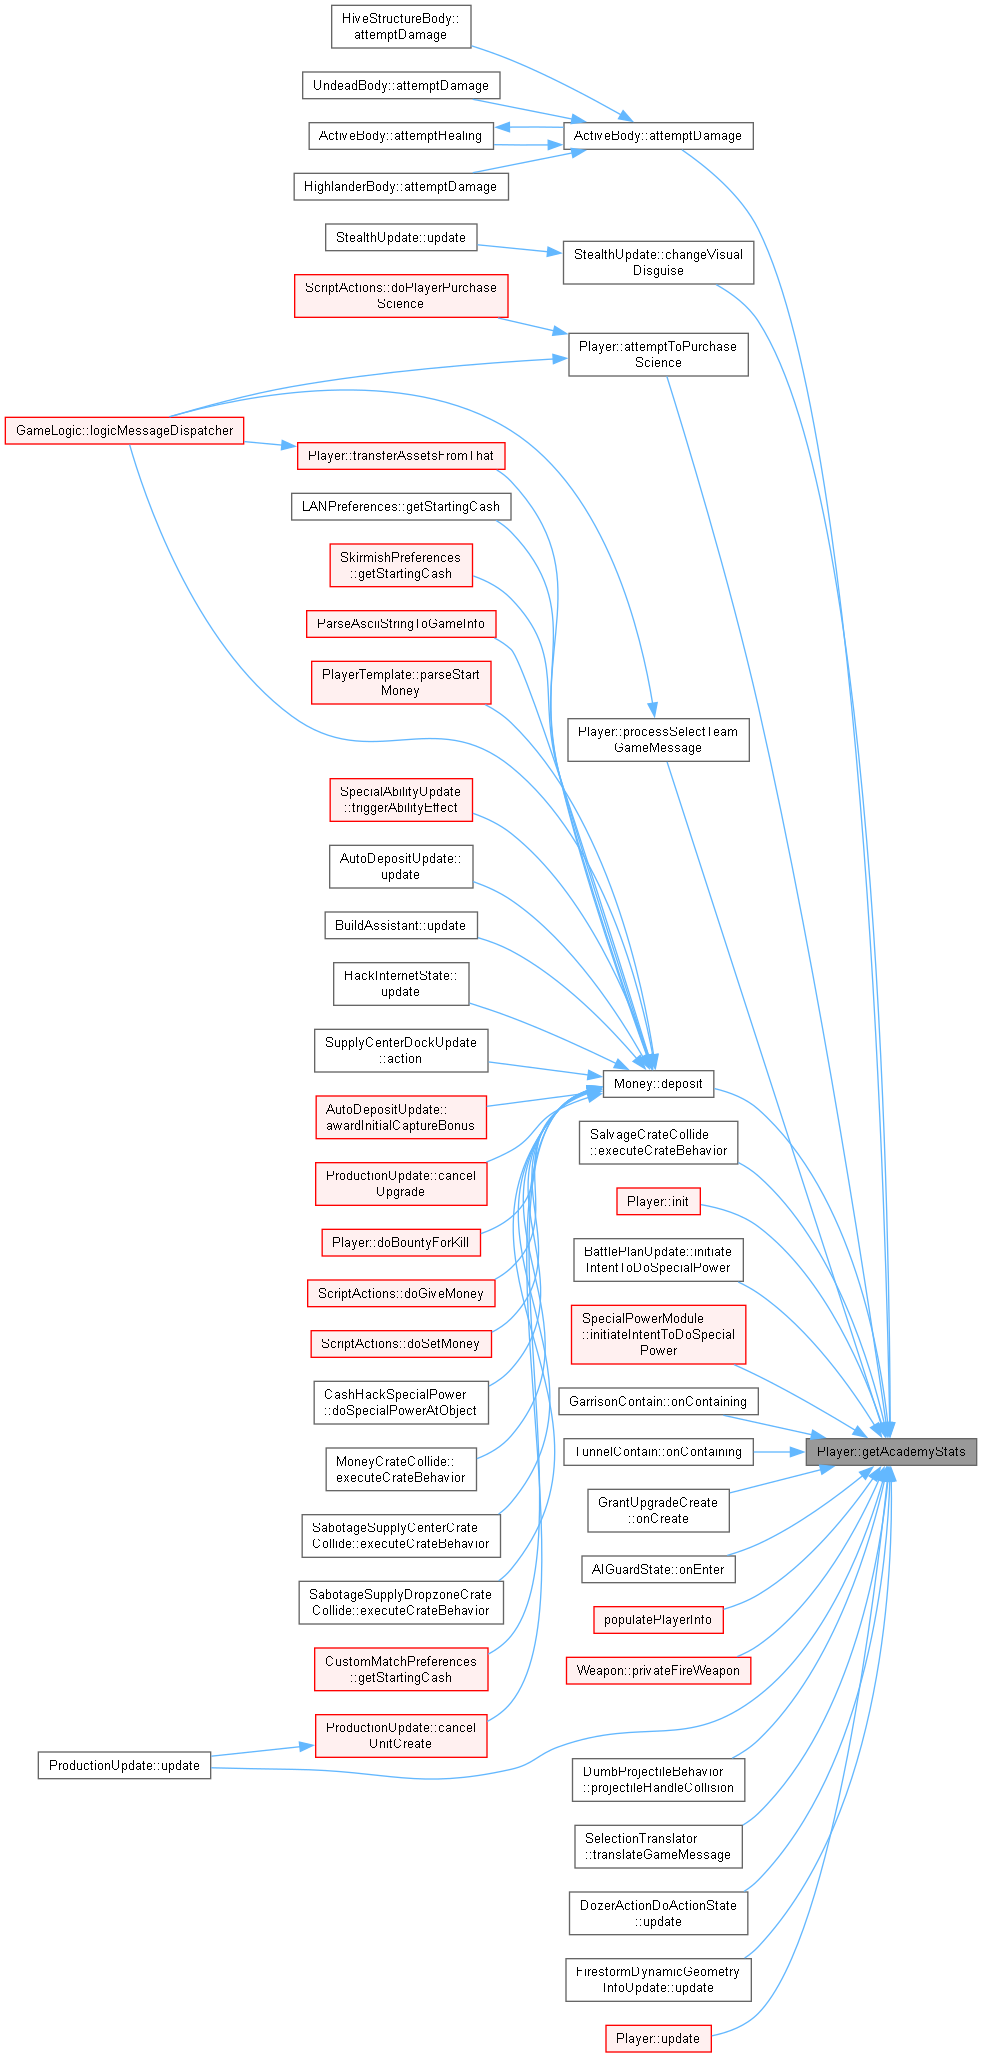 HiveStructureBody::
attemptDamage
UndeadBody::attemptDamage
ActiveBody::attemptHealing
ActiveBody::attemptDamage
HighlanderBody::attemptDamage
StealthUpdate::update
StealthUpdate::changeVisual
Disguise
ScriptActions::doPlayerPurchase
Science
Player::attemptToPurchase
Science
GameLogic::logicMessageDispatcher
Player::transferAssetsFromThat
LANPreferences::getStartingCash
SkirmishPreferences
::getStartingCash
ParseAsciiStringToGameInfo
PlayerTemplate::parseStart
Money
Player::processSelectTeam
GameMessage
SpecialAbilityUpdate
::triggerAbilityEffect
AutoDepositUpdate::
update
BuildAssistant::update
HackInternetState::
update
SupplyCenterDockUpdate
::action
Money::deposit
AutoDepositUpdate::
awardInitialCaptureBonus
SalvageCrateCollide
::executeCrateBehavior
ProductionUpdate::cancel
Upgrade
Player::init
Player::doBountyForKill
BattlePlanUpdate::initiate
IntentToDoSpecialPower
ScriptActions::doGiveMoney
SpecialPowerModule
::initiateIntentToDoSpecial
Power
ScriptActions::doSetMoney
CashHackSpecialPower
::doSpecialPowerAtObject
GarrisonContain::onContaining
Player::getAcademyStats
TunnelContain::onContaining
MoneyCrateCollide::
executeCrateBehavior
GrantUpgradeCreate
::onCreate
SabotageSupplyCenterCrate
Collide::executeCrateBehavior
AIGuardState::onEnter
SabotageSupplyDropzoneCrate
Collide::executeCrateBehavior
populatePlayerInfo
CustomMatchPreferences
::getStartingCash
Weapon::privateFireWeapon
ProductionUpdate::cancel
UnitCreate
ProductionUpdate::update
DumbProjectileBehavior
::projectileHandleCollision
SelectionTranslator
::translateGameMessage
DozerActionDoActionState
::update
FirestormDynamicGeometry
InfoUpdate::update
Player::update